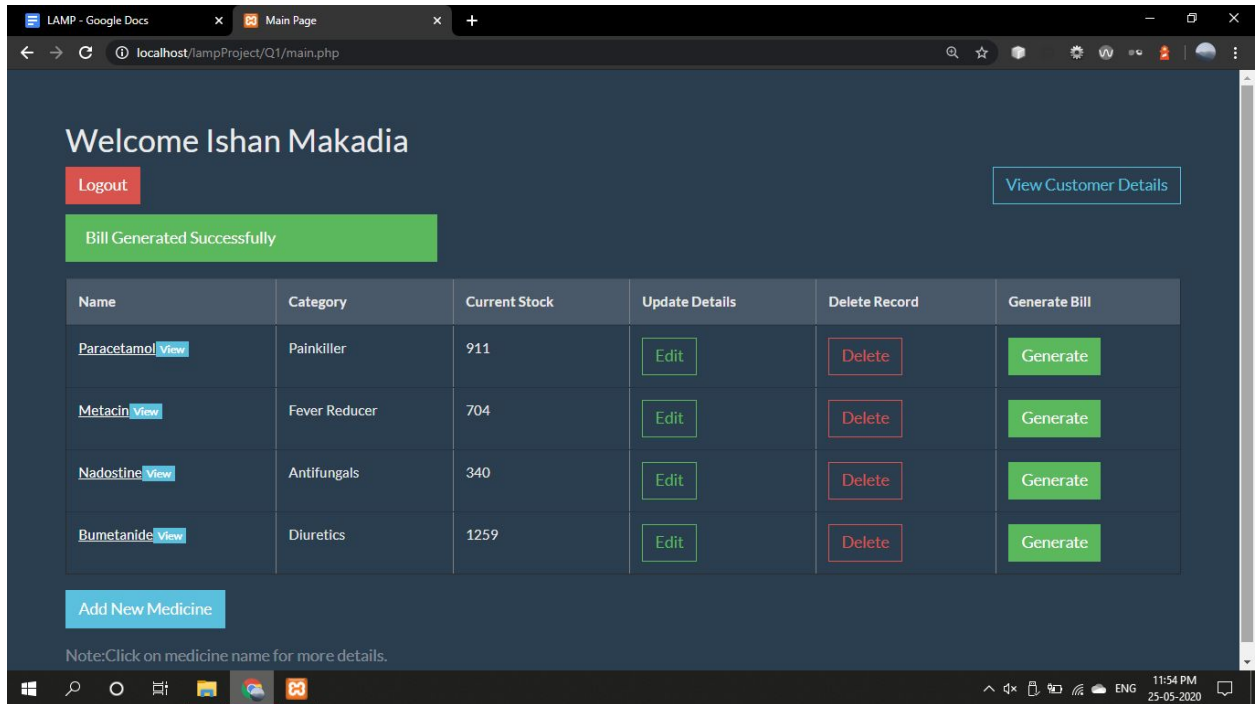 LAMP - Google Docs
Main Page
localhost/lampProject/Q1/main.php
Welcome Ishan Makadia
Logout
View Customer Details
Bill Generated Successfully
Name Category Current Stock Update Details Delete Record Generate Bill
Paracetamol View Painkiller 911 Edit Delete Generate
Metacin View Fever Reducer 704 Edit Delete Generate
Nadostine View Antifungals 340 Edit Delete Generate
Bumetanide View Diuretics 1259 Edit Delete Generate
Add New Medicine
Note:Click on medicine name for more details.
ENG
11:54 PM
25-05-2020